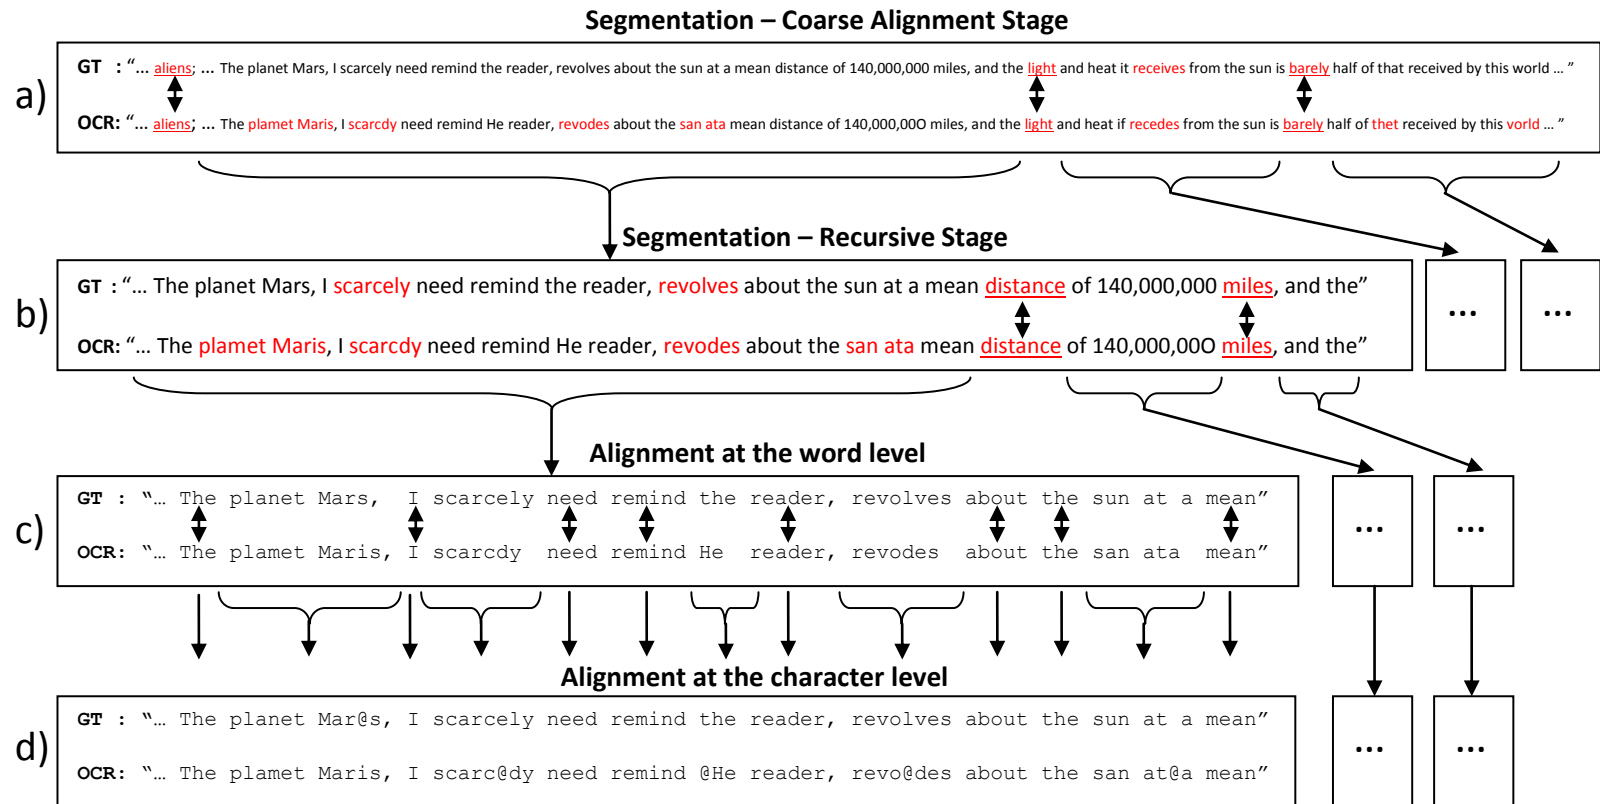 Segmentation – Coarse Alignment Stage
a)
GT : “... aliens; ... The planet Mars, I scarcely need remind the reader, revolves about the sun at a mean distance of 140,000,000 miles, and the light and heat it receives from the sun is barely half of that received by this world ... ”
OCR: “... aliens; ... The plamet Maris, I scarcdy need remind He reader, revodes about the san ata mean distance of 140,000,00O miles, and the light and heat if recedes from the sun is barely half of thet received by this vorld ... ”
Segmentation – Recursive Stage
b)
GT : “... The planet Mars, I scarcely need remind the reader, revolves about the sun at a mean distance of 140,000,000 miles, and the”
... ...
OCR: “... The plamet Maris, I scarcdy need remind He reader, revodes about the san ata mean distance of 140,000,00O miles, and the”
Alignment at the word level
c)
GT : “… The planet Mars, I scarcely need remind the reader, revolves about the sun at a mean”
... ...
OCR: “… The plamet Maris, I scarcdy need remind He reader, revodes about the san ata mean”
Alignment at the character level
d)
GT : “… The planet Mar@s, I scarcely need remind the reader, revolves about the sun at a mean”
... ...
OCR: “… The plamet Maris, I scarc@dy need remind @He reader, revo@des about the san at@a mean”